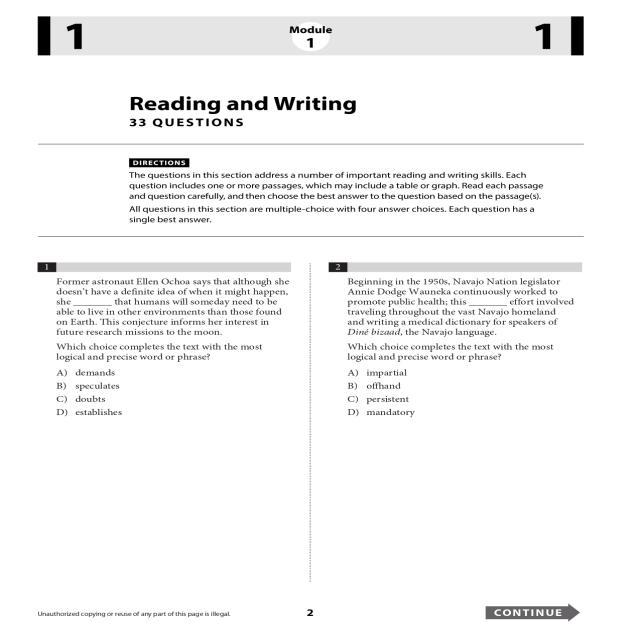 1
Module
1
1
Reading and Writing
33 QUESTIONS
DIRECTIONS
The questions in this section address a number of important reading and writing skills. Each
question includes one or more passages, which may include a table or graph. Read each passage
and question carefully, and then choose the best answer to the question based on the passage(s).
All questions in this section are multiple-choice with four answer choices. Each question has a
single best answer.
1
Former astronaut Ellen Ochoa says that although she
doesn't have a definite idea of when it might happen,
she _______ that humans will someday need to be
able to live in other environments than those found
on Earth. This conjecture informs her interest in
future research missions to the moon.
Which choice completes the text with the most
logical and precise word or phrase?
A) demands
B) speculates
C) doubts
D) establishes
2
Beginning in the 1950s, Navajo Nation legislator
Annie Dodge Wauneka continuously worked to
promote public health; this _______ effort involved
traveling throughout the vast Navajo homeland
and writing a medical dictionary for speakers of
Diné bizaad, the Navajo language.
Which choice completes the text with the most
logical and precise word or phrase?
A) impartial
B) offhand
C) persistent
D) mandatory
Unauthorized copying or reuse of any part of this page is illegal.
2
CONTINUE